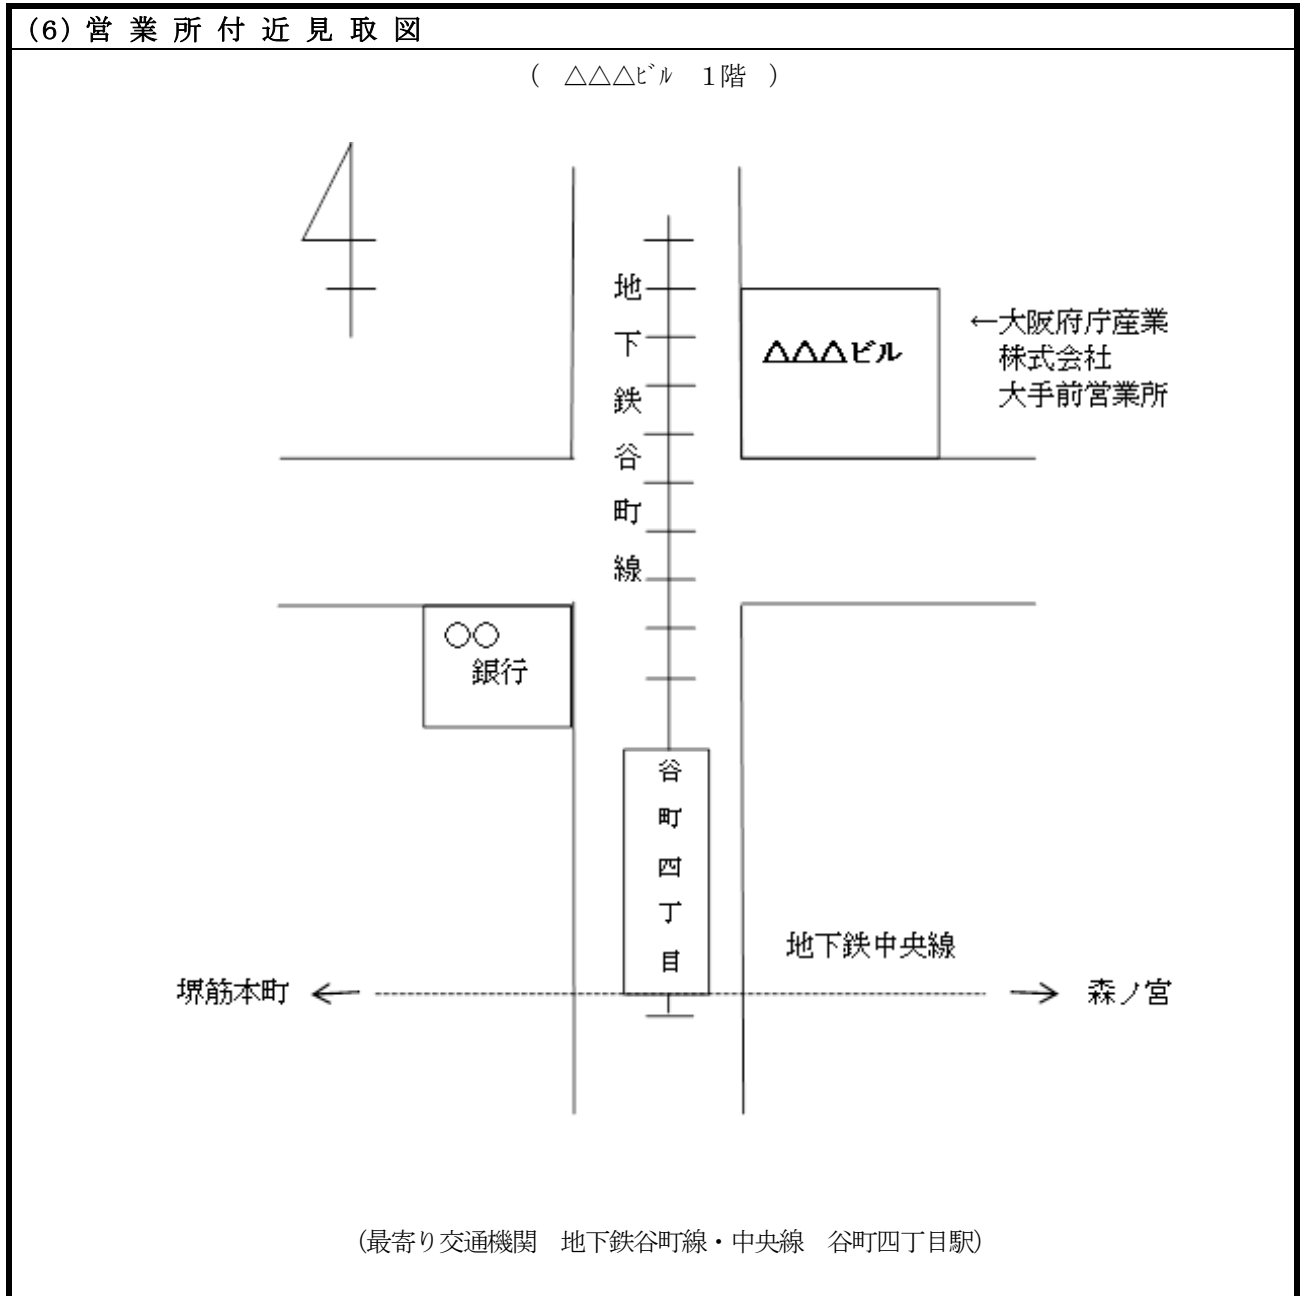 (6) 営 業 所 付 近 見 取 図
（　△△△ﾋﾞﾙ　１階　）
地下鉄谷町線
△△△ビル
←大阪府庁産業
株式会社
大手前営業所
○○
銀行
谷町四丁目
地下鉄中央線
堺筋本町
森ノ宮
（最寄り交通機関　地下鉄谷町線・中央線　谷町四丁目駅）